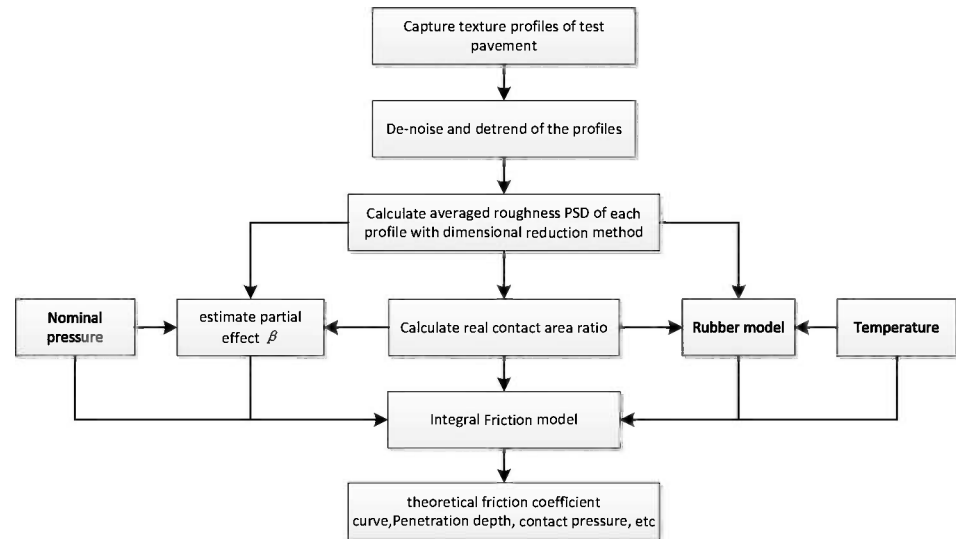 Capture texture profiles of test
pavement
De-noise and detrend of the profiles
Calculate averaged roughness PSD of each
profile with dimensional reduction method
Nominal
pressure
estimate partial
effect β
Calculate real contact area ratio
Rubber model
Temperature
Integral Friction model
theoretical friction coefficient
curve,Penetration depth, contact pressure, etc